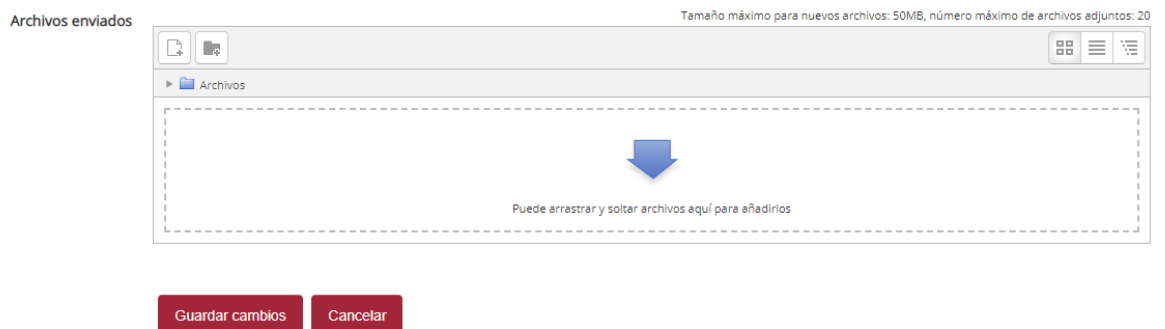 Archivos enviados
Tamaño máximo para nuevos archivos: 50MB, número máximo de archivos adjuntos: 20
Archivos
Puede arrastrar y soltar archivos aquí para añadirlos
Guardar cambios
Cancelar